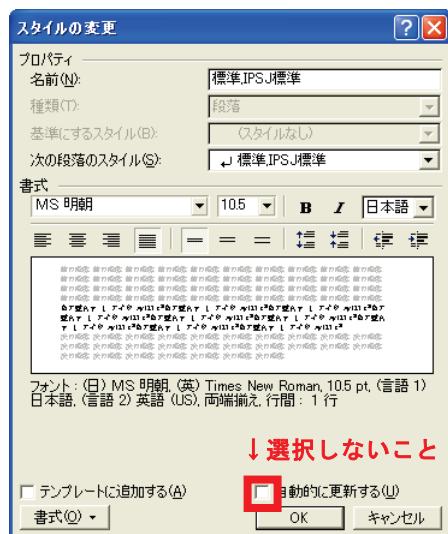 スタイルの変更
プロパティ
名前(N): 標準,IPSJ標準
種類(T): 段落
基準にするスタイル(B): (スタイルなし)
次の段落のスタイル(S): ↵ 標準,IPSJ標準
書式
MS 明朝 10.5 B I 日本語
フォント : (日) MS 明朝, (英) Times New Roman, 10.5 pt, (言語 1)
日本語, (言語 2) 英語 (US), 両端揃え, 行間 : 1 行
↓選択しないこと
テンプレートに追加する(A) 自動的に更新する(U)
書式(O) OK キャンセル